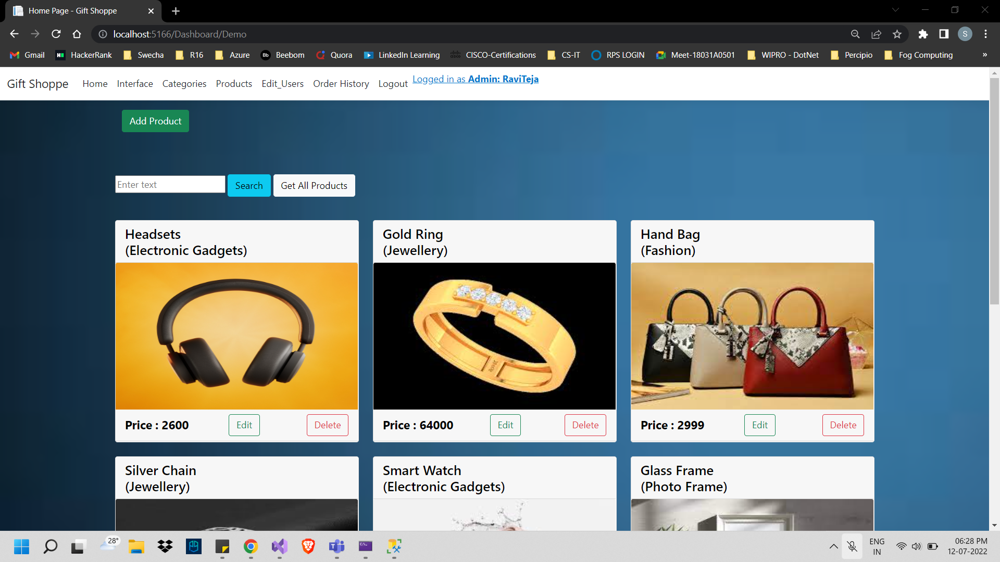 Home Page - Gift Shoppe
localhost:5166/Dashboard/Demo
S
Gmail HackerRank Swecha R16 Azure Beebom Quora LinkedIn Learning CISCO-Certifications CS-IT RPS LOGIN Meet-18031A0501 WIPRO - DotNet Percipio Fog Computing »
Gift Shoppe Home Interface Categories Products Edit_Users Order History Logout Logged in as Admin: RaviTeja
Add Product
Enter text Search Get All Products
Headsets
(Electronic Gadgets)
Gold Ring
(Jewellery)
Hand Bag
(Fashion)
Price : 2600 Edit Delete
Price : 64000 Edit Delete
Price : 2999 Edit Delete
Silver Chain
(Jewellery)
Smart Watch
(Electronic Gadgets)
Glass Frame
(Photo Frame)
28°
ENG
IN
06:28 PM
12-07-2022